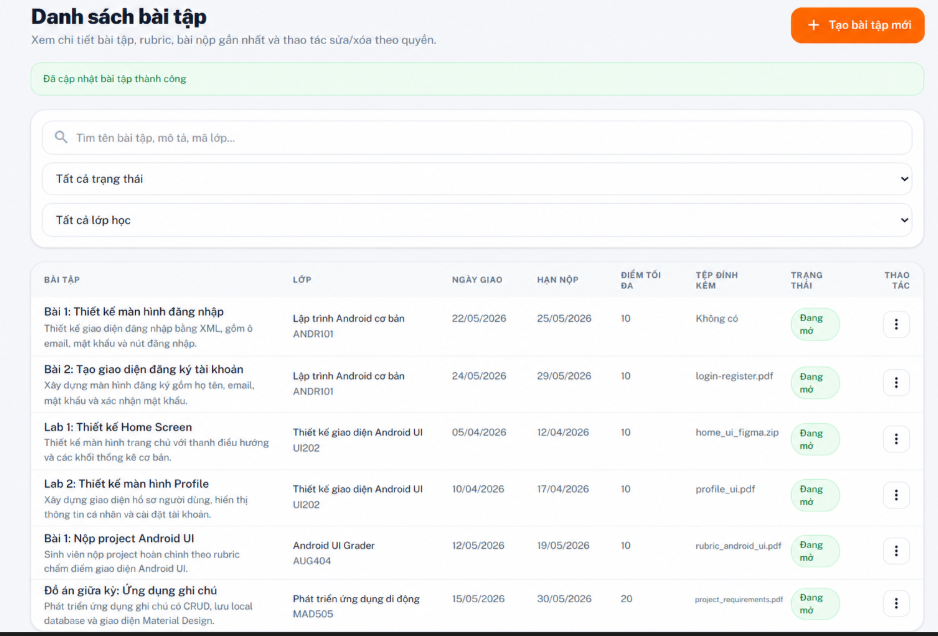 Danh sách bài tập
+ Tạo bài tập mới
Xem chi tiết bài tập, rubric, bài nộp gần nhất và thao tác sửa/xóa theo quyền.
Đã cập nhật bài tập thành công
Tìm tên bài tập, mô tả, mã lớp...
Tất cả trạng thái
Tất cả lớp học
BÀI TẬP LỚP NGÀY GIAO HẠN NỘP ĐIỂM TỐI ĐA TỆP ĐÍNH KÈM TRẠNG THÁI THAO TÁC
Bài 1: Thiết kế màn hình đăng nhập
Thiết kế giao diện đăng nhập bằng XML, gồm ô
email, mật khẩu và nút đăng nhập.
Lập trình Android cơ bản
ANDR101
22/05/2026 25/05/2026 10 Không có Đang mở
Bài 2: Tạo giao diện đăng ký tài khoản
Xây dựng màn hình đăng ký gồm họ tên, email,
mật khẩu và xác nhận mật khẩu.
Lập trình Android cơ bản
ANDR101
24/05/2026 29/05/2026 10 login-register.pdf Đang mở
Lab 1: Thiết kế Home Screen
Thiết kế màn hình trang chủ với thanh điều hướng
và các khối thống kê cơ bản.
Thiết kế giao diện Android UI
UI202
05/04/2026 12/04/2026 10 home_ui_figma.zip Đang mở
Lab 2: Thiết kế màn hình Profile
Xây dựng giao diện hồ sơ người dùng, hiển thị
thông tin cá nhân và cài đặt tài khoản.
Thiết kế giao diện Android UI
UI202
10/04/2026 17/04/2026 10 profile_ui.pdf Đang mở
Bài 1: Nộp project Android UI
Sinh viên nộp project hoàn chỉnh theo rubric
chấm điểm giao diện Android UI.
Android UI Grader
AUG404
12/05/2026 19/05/2026 10 rubric_android_ui.pdf Đang mở
Đồ án giữa kỳ: Ứng dụng ghi chú
Phát triển ứng dụng ghi chú có CRUD, lưu local
database và giao diện Material Design.
Phát triển ứng dụng di động
MAD505
15/05/2026 30/05/2026 20 project_requirements.pdf Đang mở